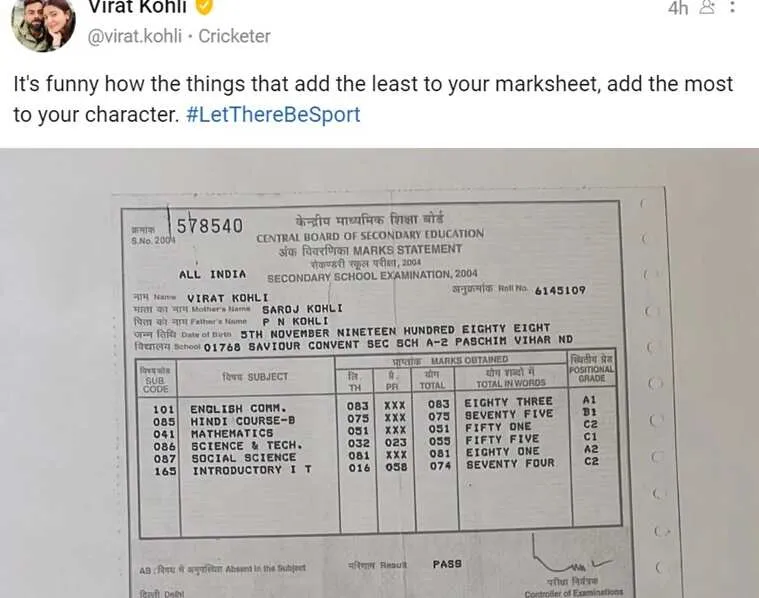 Virat Kohli
4h
@virat.kohli • Cricketer
It's funny how the things that add the least to your marksheet, add the most
to your character. #LetThereBeSport
क्रमांक 578540
S.No. 2004
केन्द्रीय माध्यमिक शिक्षा बोर्ड
CENTRAL BOARD OF SECONDARY EDUCATION
अंक विवरणिका MARKS STATEMENT
सेकण्डरी स्कूल परीक्षा, 2004
ALL INDIA SECONDARY SCHOOL EXAMINATION, 2004
अनुक्रमांक Roll No. 6145109
नाम Name VIRAT KOHLI
माता का नाम Mother's Name SAROJ KOHLI
पिता का नाम Father's Name P N KOHLI
जन्म तिथि Date of Birth 5TH NOVEMBER NINETEEN HUNDRED EIGHTY EIGHT
विद्यालय School 01768 SAVIOUR CONVENT SEC SCH A-2 PASCHIM VIHAR ND
प्राप्तांक MARKS OBTAINED
विषय कोड SUB. CODE
विषय SUBJECT
लि. TH
प्रे. PR
योग TOTAL
योग शब्दों में TOTAL IN WORDS
स्थितीय ग्रेड POSITIONAL GRADE
101 ENGLISH COMM. 083 XXX 083 EIGHTY THREE A1
085 HINDI COURSE-B 075 XXX 075 SEVENTY FIVE B1
041 MATHEMATICS 051 XXX 051 FIFTY ONE C2
086 SCIENCE & TECH. 032 023 055 FIFTY FIVE C1
087 SOCIAL SCIENCE 081 XXX 081 EIGHTY ONE A2
165 INTRODUCTORY I T 016 058 074 SEVENTY FOUR C2
AB : विषय में अनुपस्थित Absent in the Subject
परिणाम Result PASS
दिल्ली Delhi
परीक्षा नियंत्रक
Controller of Examinations